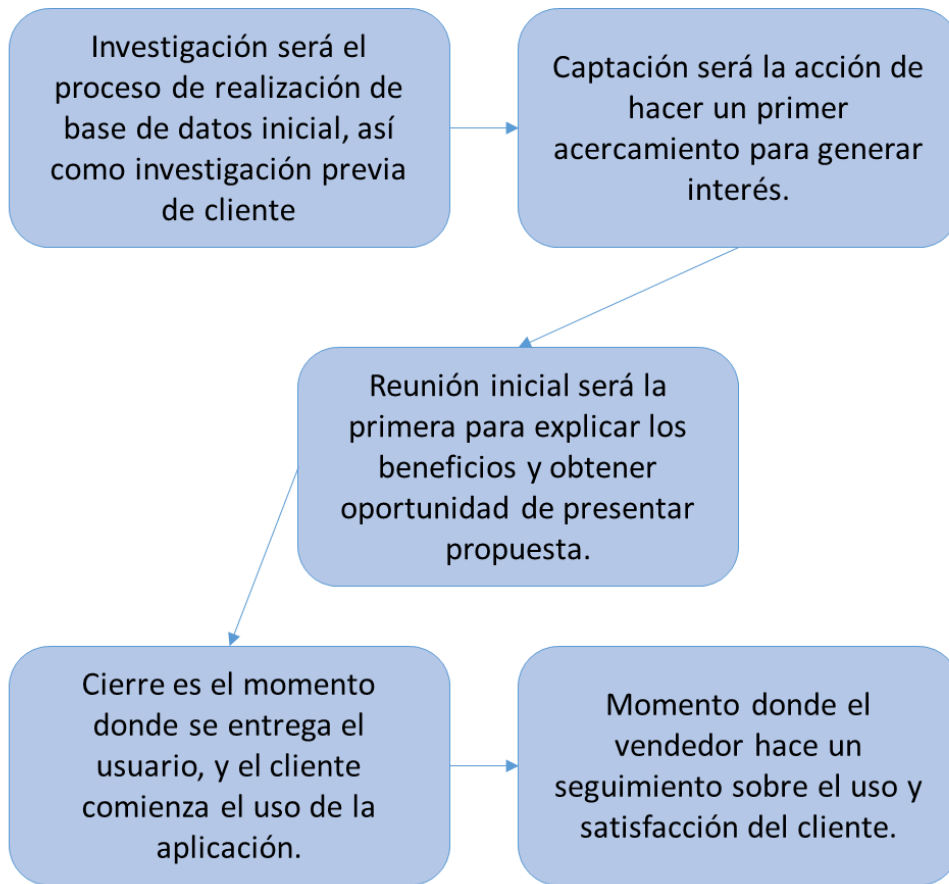 Investigación será el
proceso de realización de
base de datos inicial, así
como investigación previa
de cliente
Captación será la acción de
hacer un primer
acercamiento para generar
interés.
Reunión inicial será la
primera para explicar los
beneficios y obtener
oportunidad de presentar
propuesta.
Cierre es el momento
donde se entrega el
usuario, y el cliente
comienza el uso de la
aplicación.
Momento donde el
vendedor hace un
seguimiento sobre el uso y
satisfacción del cliente.